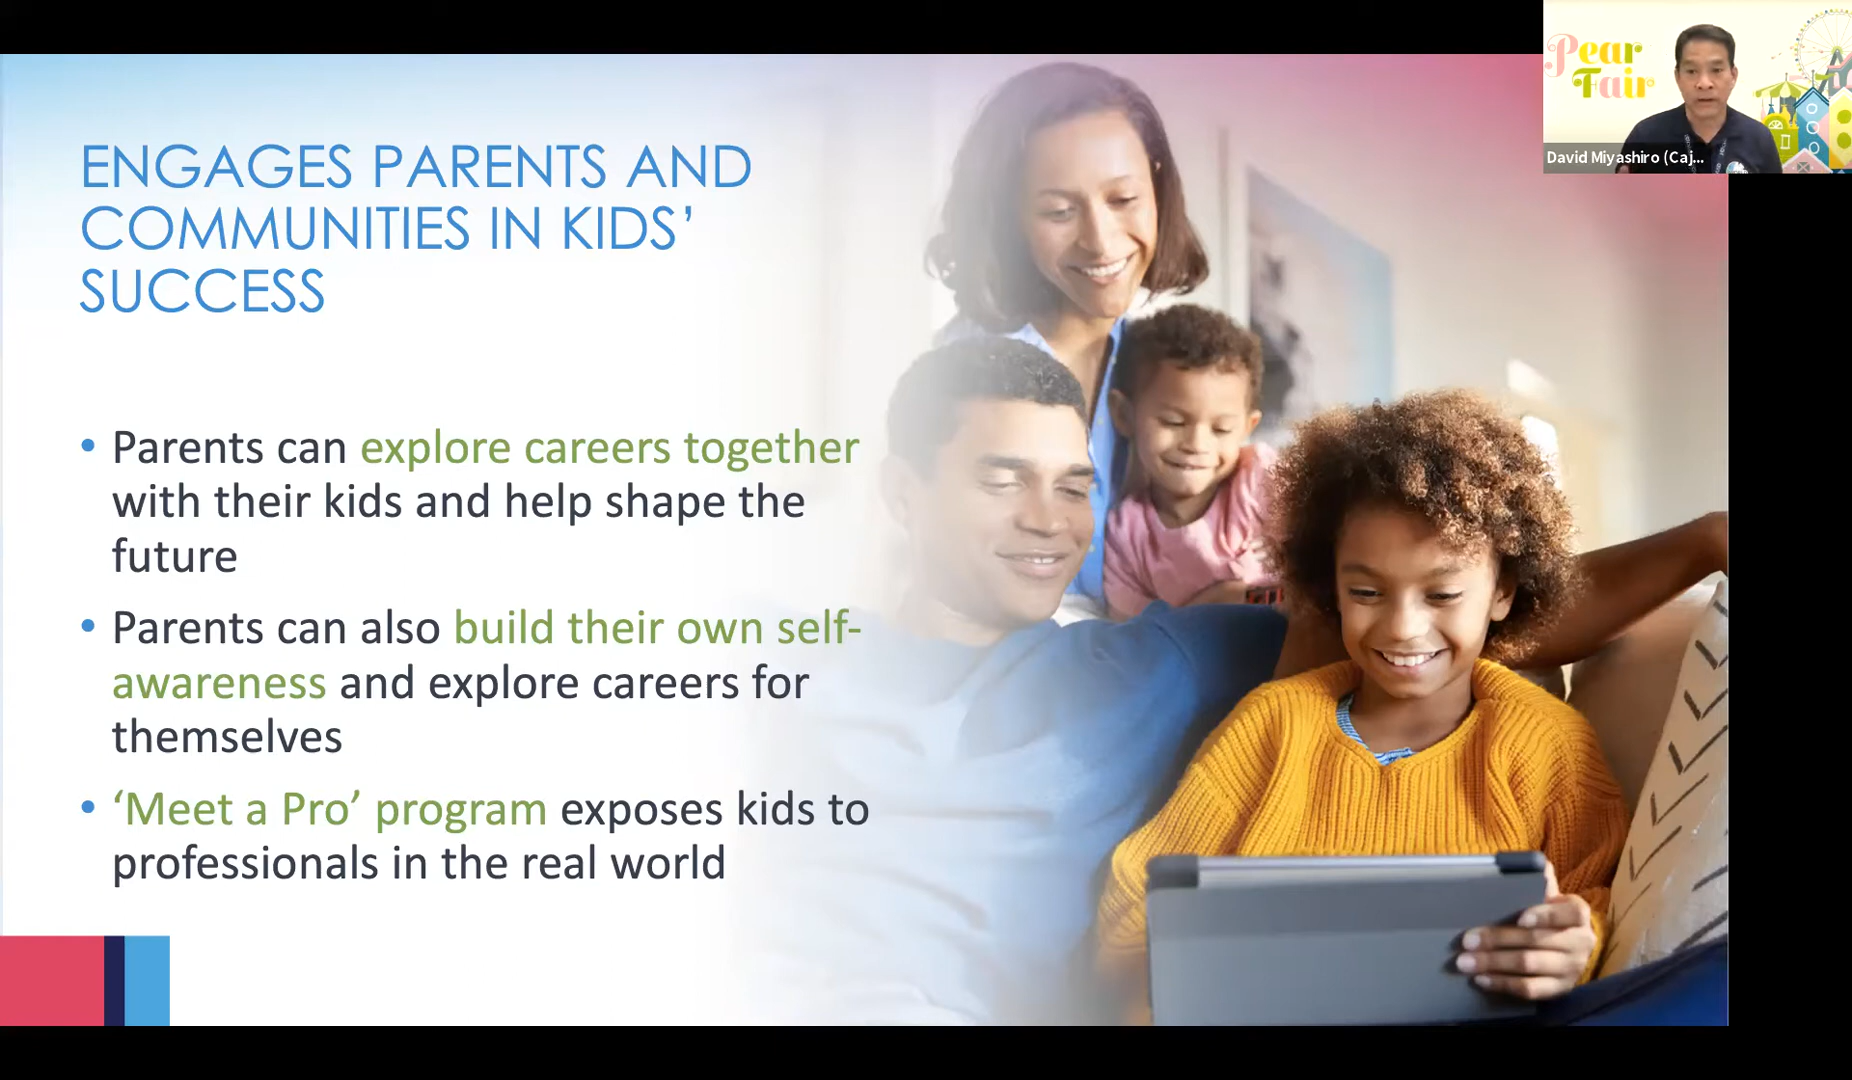 ENGAGES PARENTS AND
COMMUNITIES IN KIDS’
SUCCESS
• Parents can explore careers together
with their kids and help shape the
future
• Parents can also build their own self-
awareness and explore careers for
themselves
• ‘Meet a Pro’ program exposes kids to
professionals in the real world
Pear
Fair
David Miyashiro (Caj...